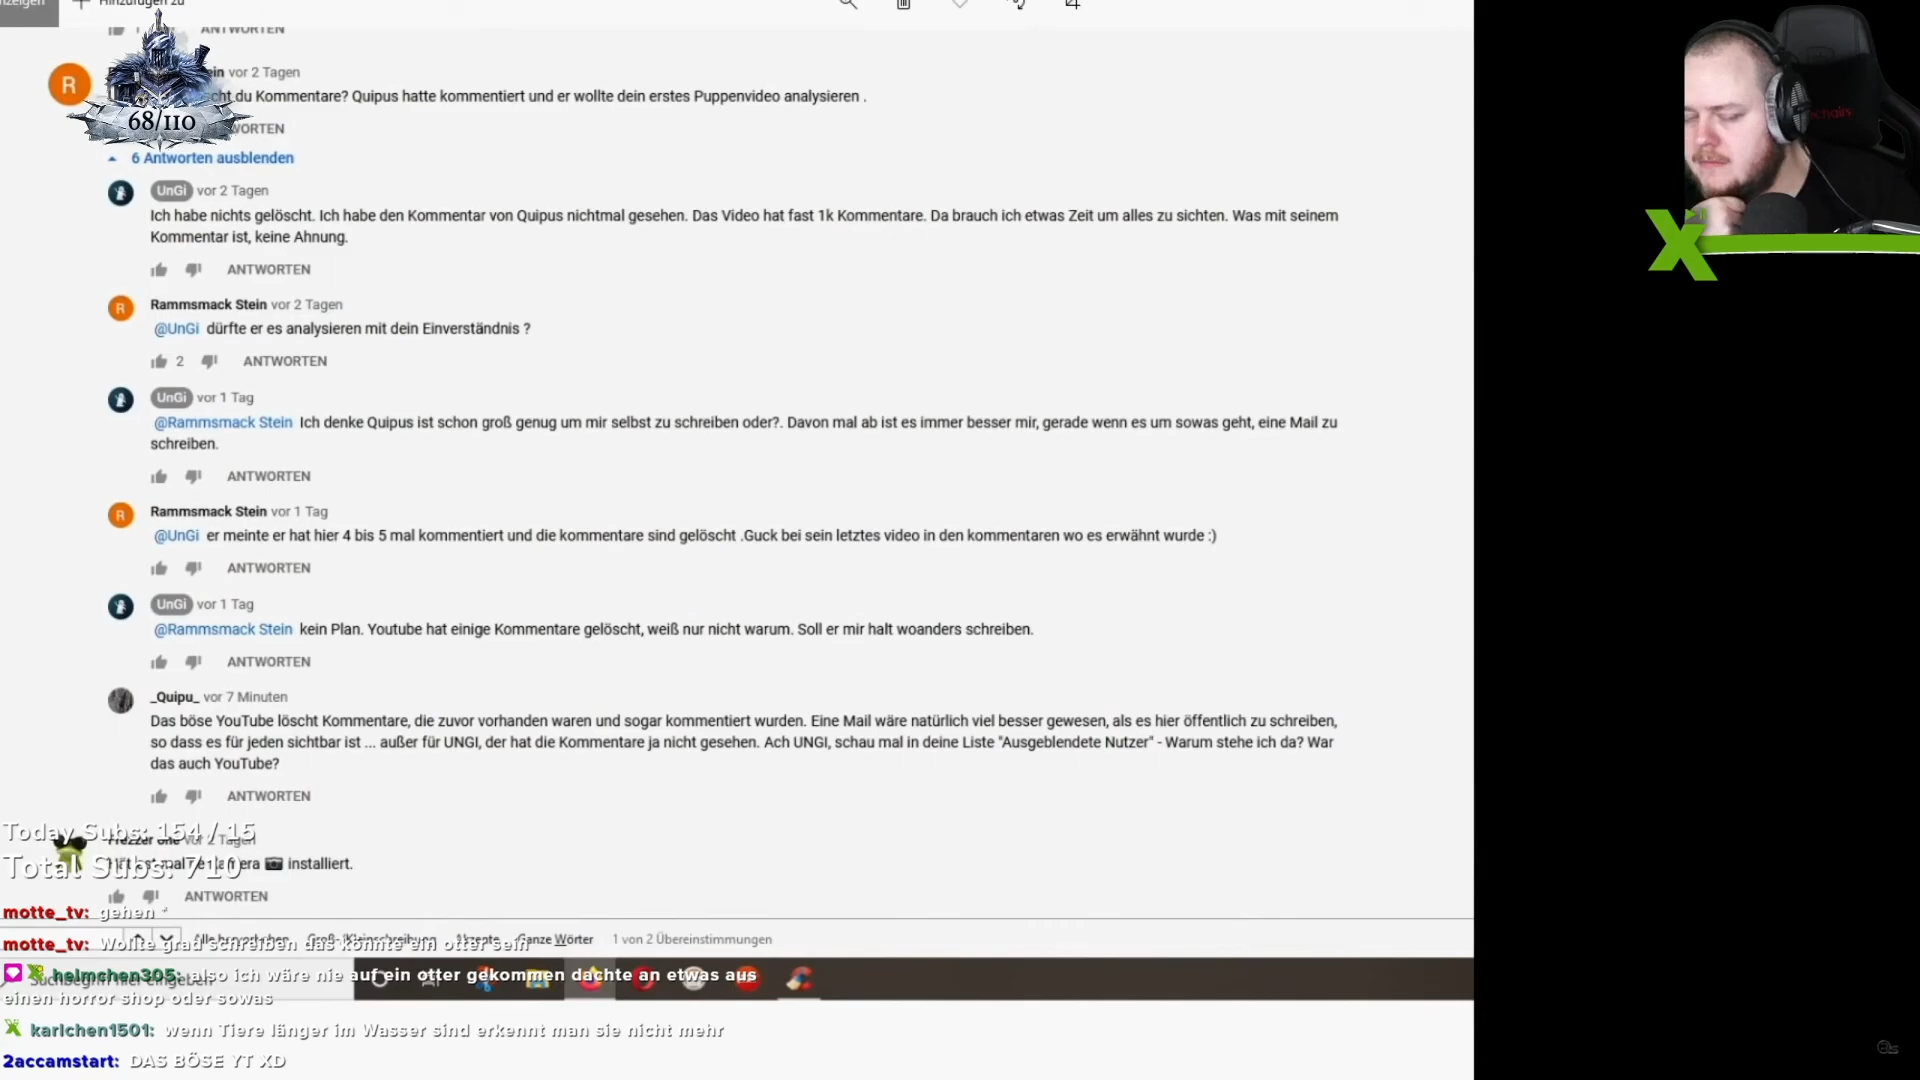 Hinzufügen zu
ANTWORTEN
R
ein vor 2 Tagen
cht du Kommentare? Quipus hatte kommentiert und er wollte dein erstes Puppenvideo analysieren .
68/110
WORTEN
6 Antworten ausblenden
UnGi vor 2 Tagen
Ich habe nichts gelöscht. Ich habe den Kommentar von Quipus nichtmal gesehen. Das Video hat fast 1k Kommentare. Da brauch ich etwas Zeit um alles zu sichten. Was mit seinem
Kommentar ist, keine Ahnung.
ANTWORTEN
R Rammsmack Stein vor 2 Tagen
@UnGi dürfte er es analysieren mit dein Einverständnis ?
2 ANTWORTEN
UnGi vor 1 Tag
@Rammsmack Stein Ich denke Quipus ist schon groß genug um mir selbst zu schreiben oder?. Davon mal ab ist es immer besser mir, gerade wenn es um sowas geht, eine Mail zu
schreiben.
ANTWORTEN
R Rammsmack Stein vor 1 Tag
@UnGi er meinte er hat hier 4 bis 5 mal kommentiert und die kommentare sind gelöscht .Guck bei sein letztes video in den kommentaren wo es erwähnt wurde :)
ANTWORTEN
UnGi vor 1 Tag
@Rammsmack Stein kein Plan. Youtube hat einige Kommentare gelöscht, weiß nur nicht warum. Soll er mir halt woanders schreiben.
ANTWORTEN
_Quipu_ vor 7 Minuten
Das böse YouTube löscht Kommentare, die zuvor vorhanden waren und sogar kommentiert wurden. Eine Mail wäre natürlich viel besser gewesen, als es hier öffentlich zu schreiben,
so dass es für jeden sichtbar ist ... außer für UNGI, der hat die Kommentare ja nicht gesehen. Ach UNGI, schau mal in deine Liste "Ausgeblendete Nutzer" - Warum stehe ich da? War
das auch YouTube?
ANTWORTEN
Today Subs: 154 / 15
Frezzer one vor 2 Tagen
Total Subs: 710
installiert.
ANTWORTEN
motte_tv: gehen *
Ganze Wörter 1 von 2 Übereinstimmungen
motte_tv: Wollte grad schreiben das könnte ein otter sein
Suchbegriff hier eingeben
helmchen305: also ich wäre nie auf ein otter gekommen dachte an etwas aus
einen horror shop oder sowas
karlchen1501: wenn Tiere länger im Wasser sind erkennt man sie nicht mehr
2accamstart: DAS BÖSE YT XD